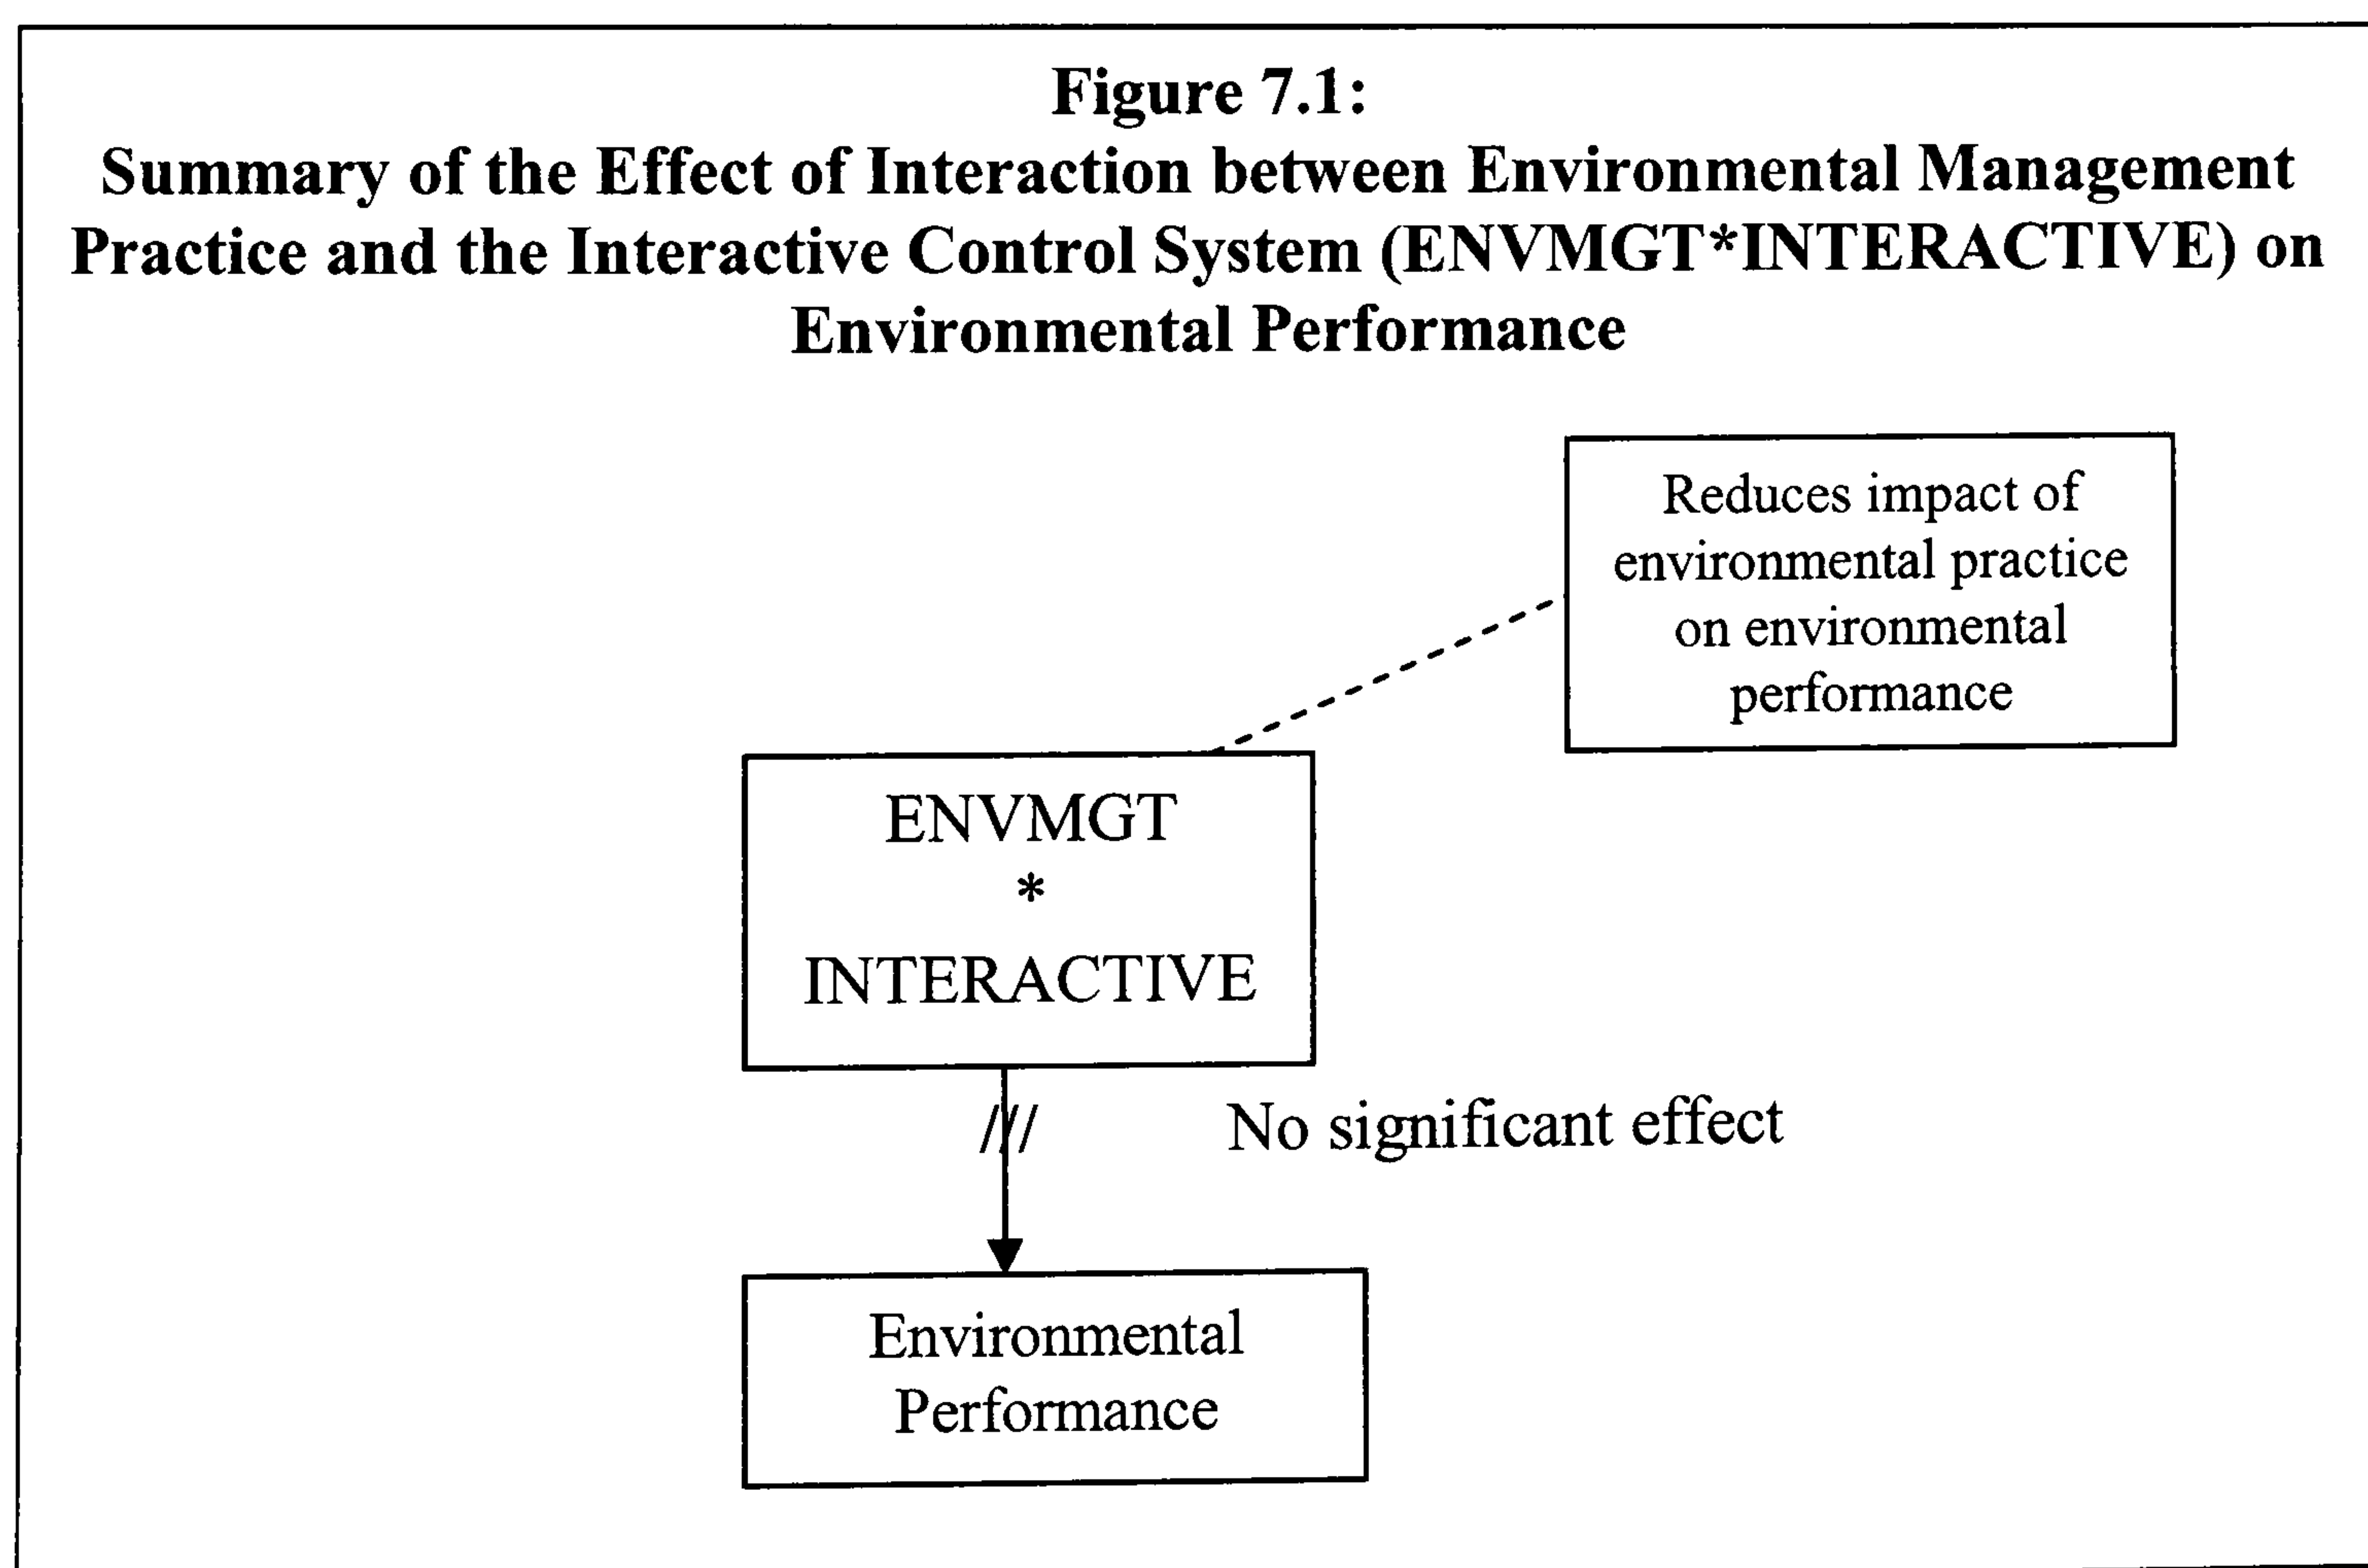 Figure 7.1:
Summary of the Effect of Interaction between Environmental Management
Practice and the Interactive Control System (ENVMGT*INTERACTIVE) on
Environmental Performance
Reduces impact of
environmental practice
on environmental
performance
ENVMGT
*
INTERACTIVE
///
No significant effect
Environmental
Performance